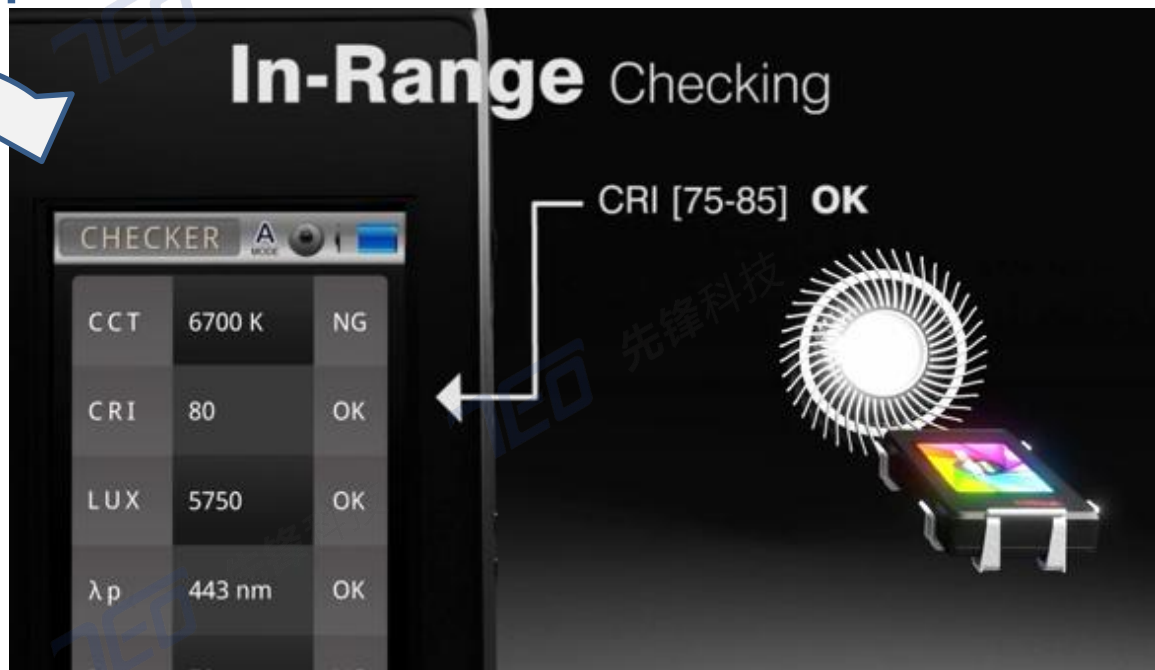 In-Range Checking
CRI [75-85] OK
CHECKER A MODE
CCT 6700 K NG
CRI 80 OK
LUX 5750 OK
λp 443 nm OK
先锋科技